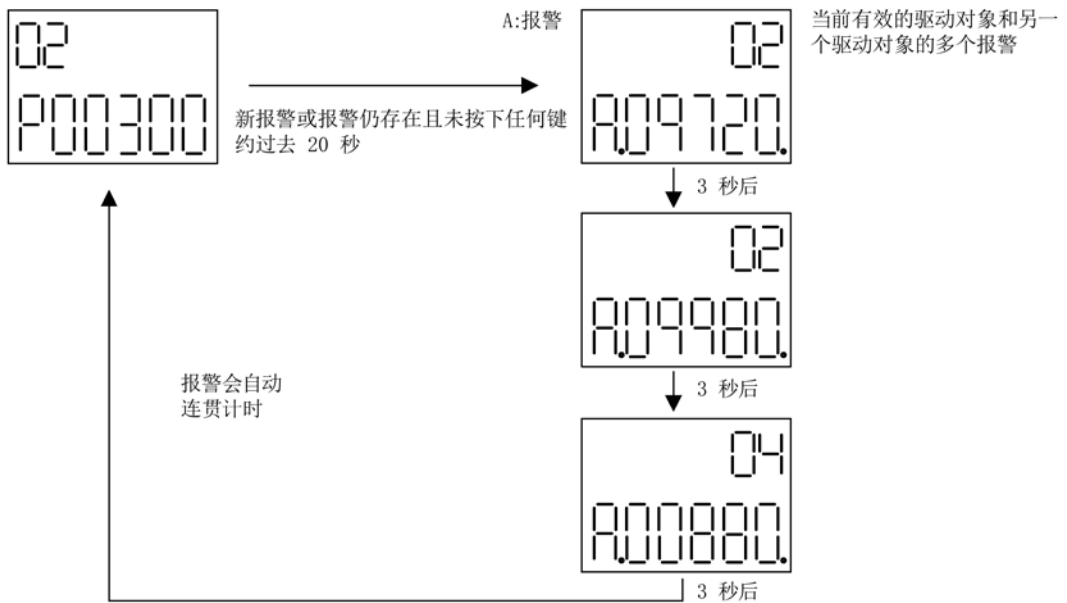 02
P00300
A:报警
02
A.09720.
当前有效的驱动对象和另一
个驱动对象的多个报警
新报警或报警仍存在且未按下任何键
约过去 20 秒
3 秒后
02
A.09980.
3 秒后
报警会自动
连贯计时
04
A.00880.
3 秒后